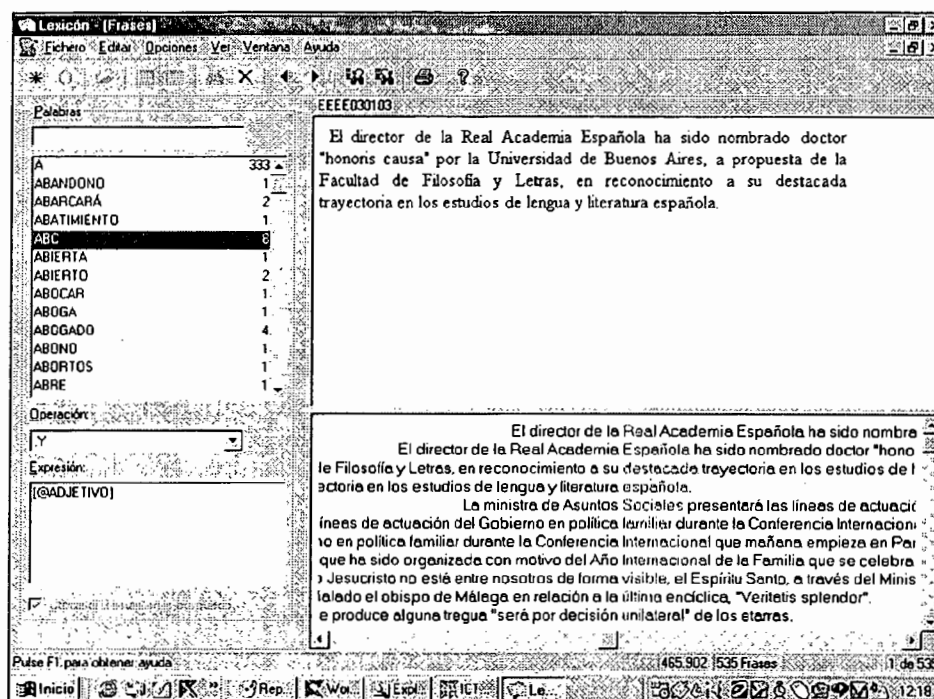 Lexicón - [Frases]
Fichero Editar Opciones Ver Ventana Ayuda
Palabras
A 333
ABANDONO 1
ABARCARÁ 2
ABATIMIENTO 1
ABC 8
ABIERTA 1
ABIERTO 2
ABOCAR 1
ABOGA 1
ABOGADO 4
ABONO 1
ABORTOS 1
ABRE 1
Operación:
.Y
Expresión:
[@ADJETIVO]
EEEE030103
El director de la Real Academia Española ha sido nombrado doctor
"honoris causa" por la Universidad de Buenos Aires, a propuesta de la
Facultad de Filosofía y Letras, en reconocimiento a su destacada
trayectoria en los estudios de lengua y literatura española.
El director de la Real Academia Española ha sido nombra
El director de la Real Academia Española ha sido nombrado doctor "hono
le Filosofía y Letras, en reconocimiento a su destacada trayectoria en los estudios de l
ectoria en los estudios de lengua y literatura española.
La ministra de Asuntos Sociales presentará las líneas de actuació
íneas de actuación del Gobierno en política familiar durante la Conferencia Internacion
no en política familiar durante la Conferencia Internacional que mañana empieza en Par
que ha sido organizada con motivo del Año Internacional de la Familia que se celebra
Jesucristo no esté entre nosotros de forma visible, el Espíritu Santo, a través del Minis
lalado el obispo de Málaga en relación a la última encíclica, "Veritatis splendor".
e produce alguna tregua "será por decisión unilateral" de los etarras.
Pulse F1 para obtener ayuda 465.902 535 Frases 1 de 535
Inicio Rep... Wor... Expl... ICT Le... 2:18